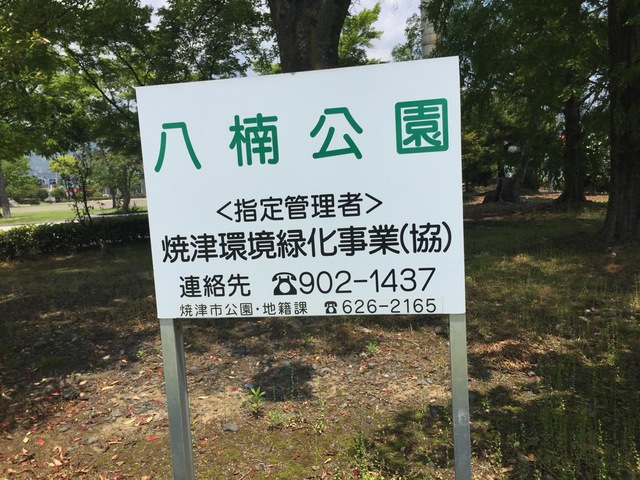 八楠公園
<指定管理者>
焼津環境緑化事業(協)
連絡先 ☎902-1437
焼津市公園・地籍課 ☎626-2165